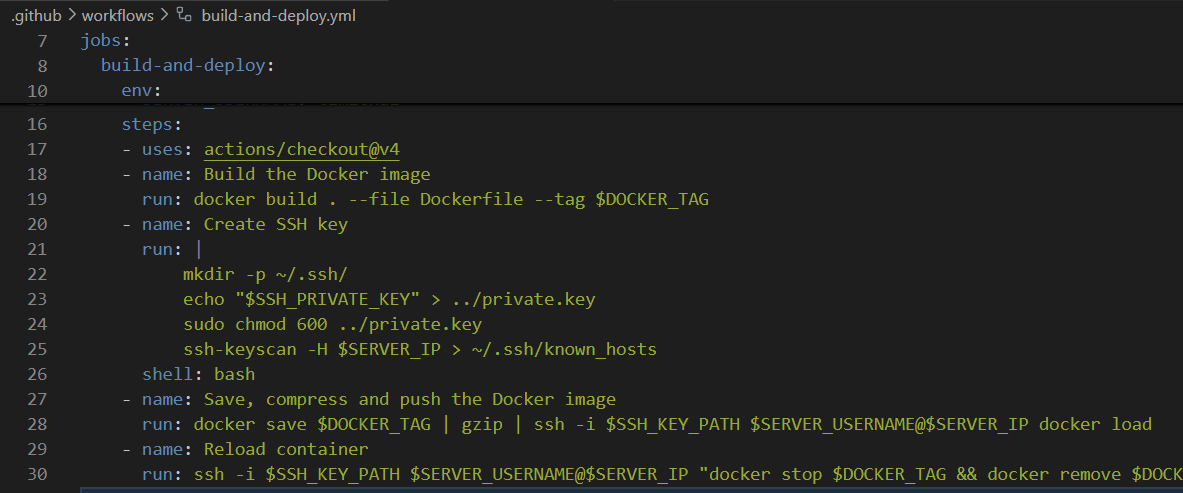 .github > workflows > build-and-deploy.yml
7 jobs:
8 build-and-deploy:
10 env:
16 steps:
17 - uses: actions/checkout@v4
18 - name: Build the Docker image
19 run: docker build . --file Dockerfile --tag $DOCKER_TAG
20 - name: Create SSH key
21 run: |
22 mkdir -p ~/.ssh/
23 echo "$SSH_PRIVATE_KEY" > ../private.key
24 sudo chmod 600 ../private.key
25 ssh-keyscan -H $SERVER_IP > ~/.ssh/known_hosts
26 shell: bash
27 - name: Save, compress and push the Docker image
28 run: docker save $DOCKER_TAG | gzip | ssh -i $SSH_KEY_PATH $SERVER_USERNAME@$SERVER_IP docker load
29 - name: Reload container
30 run: ssh -i $SSH_KEY_PATH $SERVER_USERNAME@$SERVER_IP "docker stop $DOCKER_TAG && docker remove $DOCK